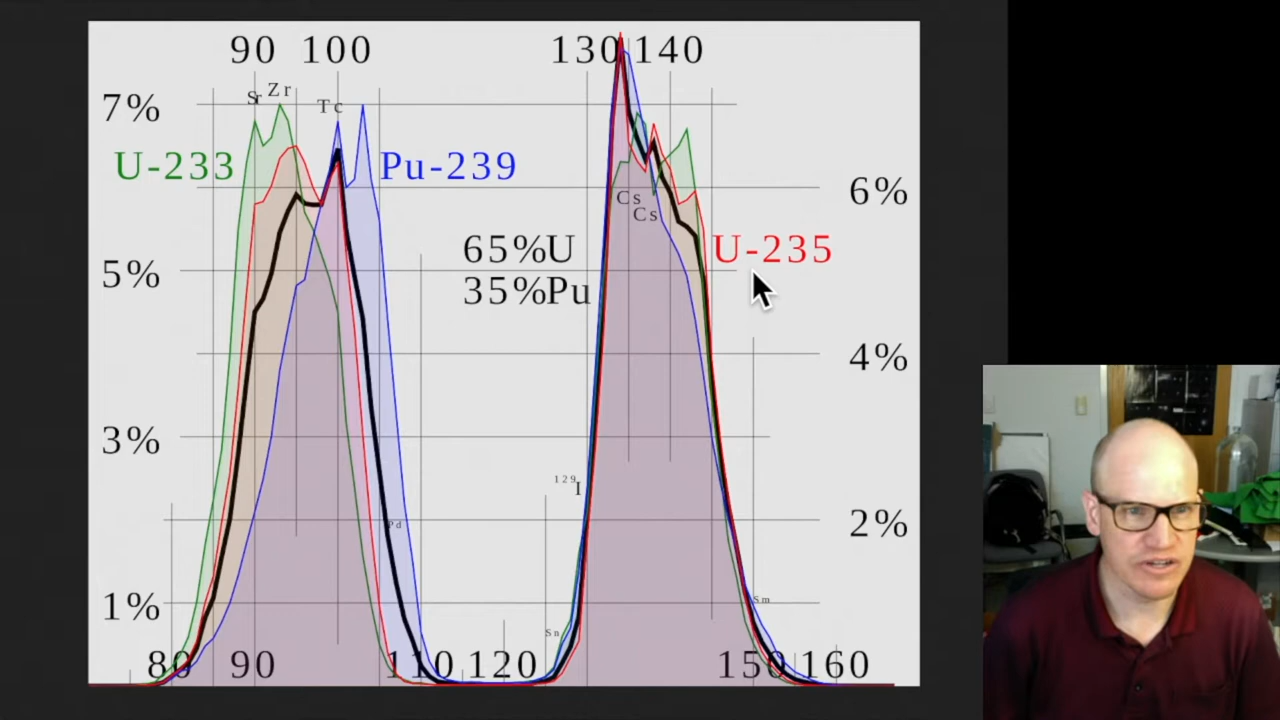 90 100 130 140
Sr Zr
Tc
7%
U-233 Pu-239
6%
Cs
Cs
65%U
35%Pu
U-235
5%
4%
3%
129I
Pd
2%
1%
Sm
Sn
80 90 110 120 150 160